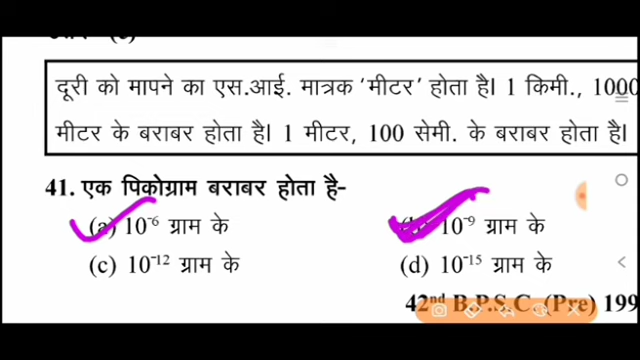 दूरी को मापने का एस.आई. मात्रक ‘मीटर’ होता है। 1 किमी., 1000
मीटर के बराबर होता है। 1 मीटर, 100 सेमी. के बराबर होता है।
41. एक पिकोग्राम बराबर होता है-
(a) 10⁻⁶ ग्राम के
(b) 10⁻⁹ ग्राम के
(c) 10⁻¹² ग्राम के
(d) 10⁻¹⁵ ग्राम के
42nd B.P.S.C. (Pre) 199